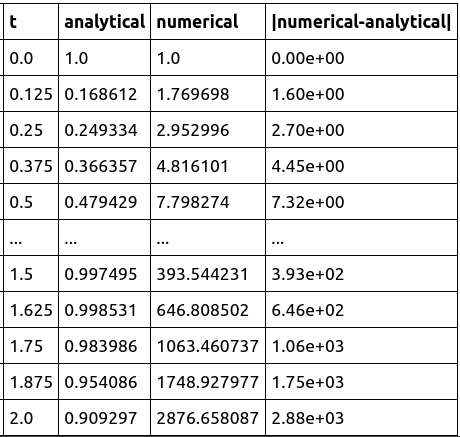 t analytical numerical |numerical-analytical|
0.0 1.0 1.0 0.00e+00
0.125 0.168612 1.769698 1.60e+00
0.25 0.249334 2.952996 2.70e+00
0.375 0.366357 4.816101 4.45e+00
0.5 0.479429 7.798274 7.32e+00
... ... ... ...
1.5 0.997495 393.544231 3.93e+02
1.625 0.998531 646.808502 6.46e+02
1.75 0.983986 1063.460737 1.06e+03
1.875 0.954086 1748.927977 1.75e+03
2.0 0.909297 2876.658087 2.88e+03